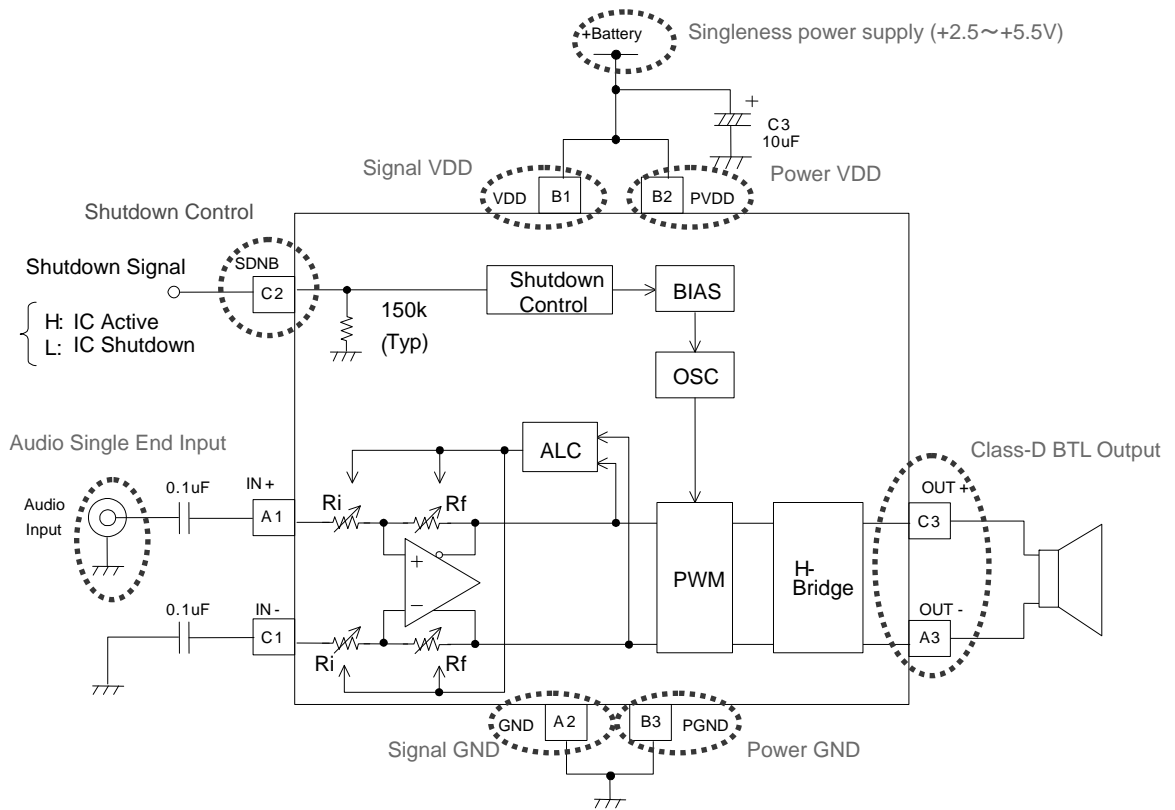 +Battery
Singleness power supply (+2.5～+5.5V)
+
C3
10uF
Signal VDD
Power VDD
VDD
B1
B2
PVDD
Shutdown Control
Shutdown Signal
SDNB
C2
H: IC Active
L: IC Shutdown
150k
(Typ)
Shutdown
Control
BIAS
OSC
Audio Single End Input
ALC
Class-D BTL Output
Audio
Input
0.1uF
IN +
A1
Ri
Rf
OUT +
C3
+
−
PWM
H-
Bridge
0.1uF
IN -
C1
Ri
Rf
OUT -
A3
GND
A2
B3
PGND
Signal GND
Power GND